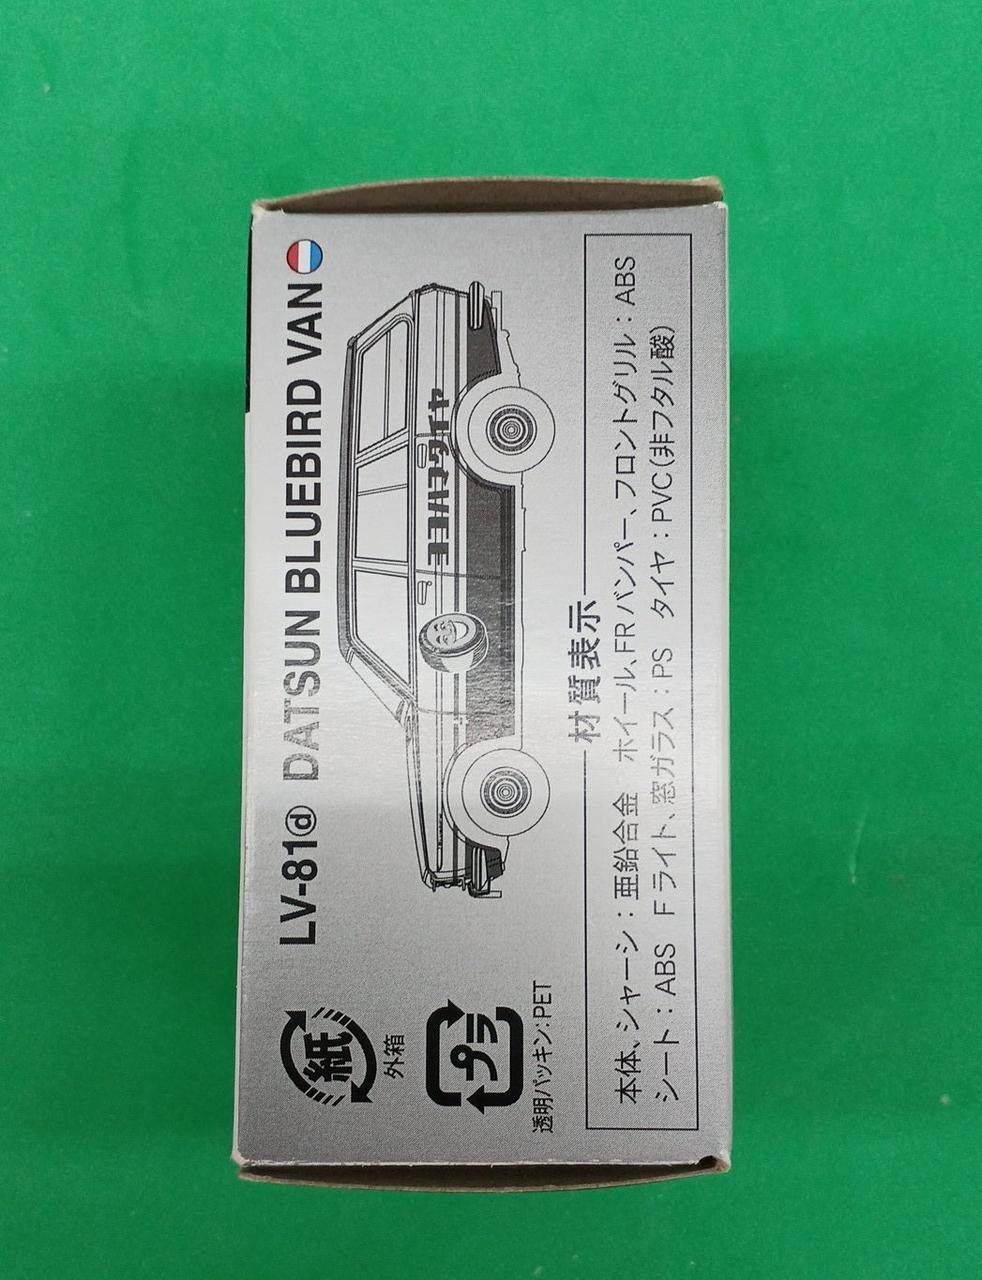 LV-81ⓓ DATSUN BLUEBIRD VAN
ヨコハマタイヤ
紙
外箱
プラ
透明パッキン:PET
材質表示
本体、シャーシ：亜鉛合金　ホイール、FRバンパー、フロントグリル：ABS
シート：ABS　Fライト、窓ガラス：PS　タイヤ：PVC(非フタル酸)